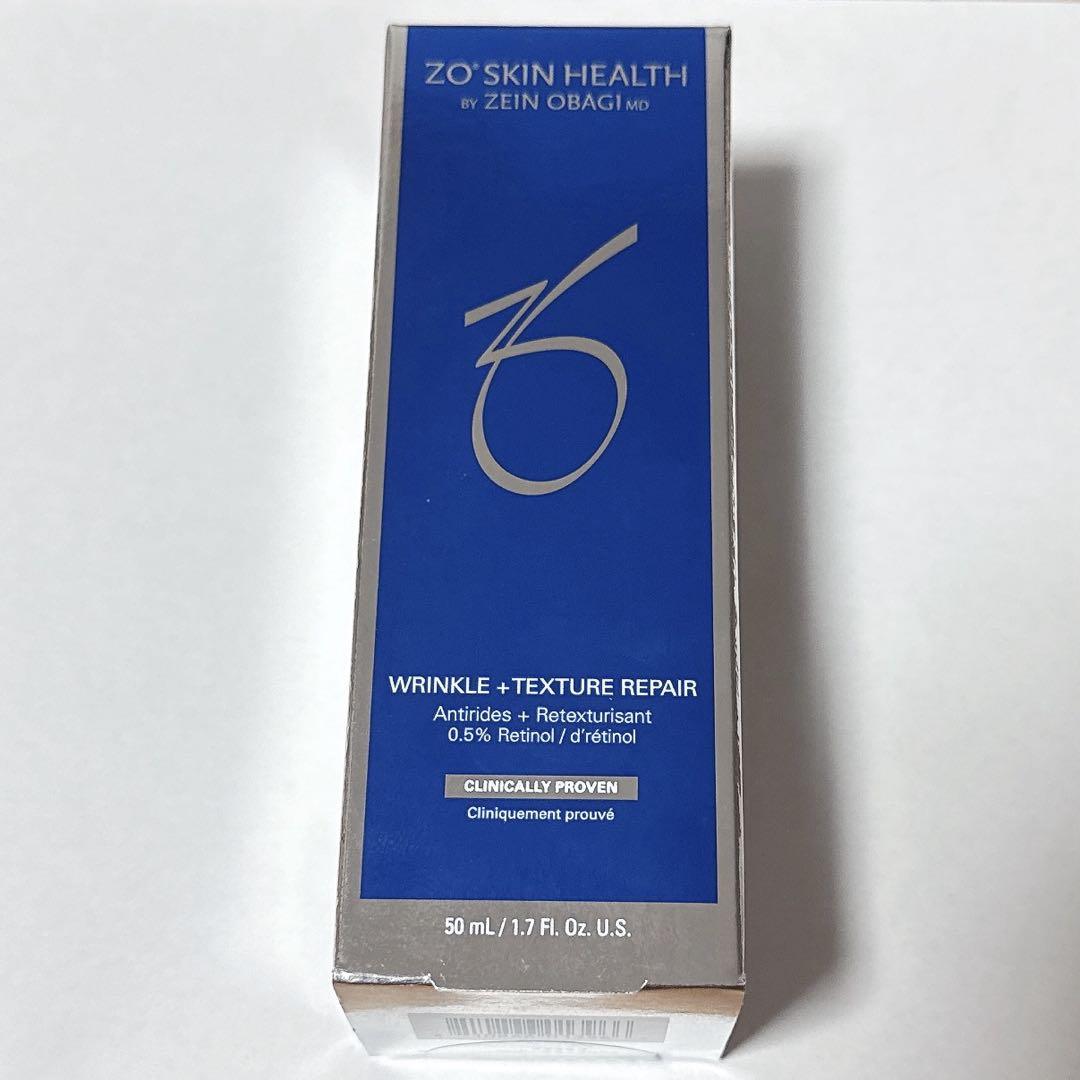 ZO® SKIN HEALTH
BY ZEIN OBAGI MD
WRINKLE + TEXTURE REPAIR
Antirides + Retexturisant
0.5% Retinol / d'rétinol
CLINICALLY PROVEN
Cliniquement prouvé
50 mL / 1.7 Fl. Oz. U.S.